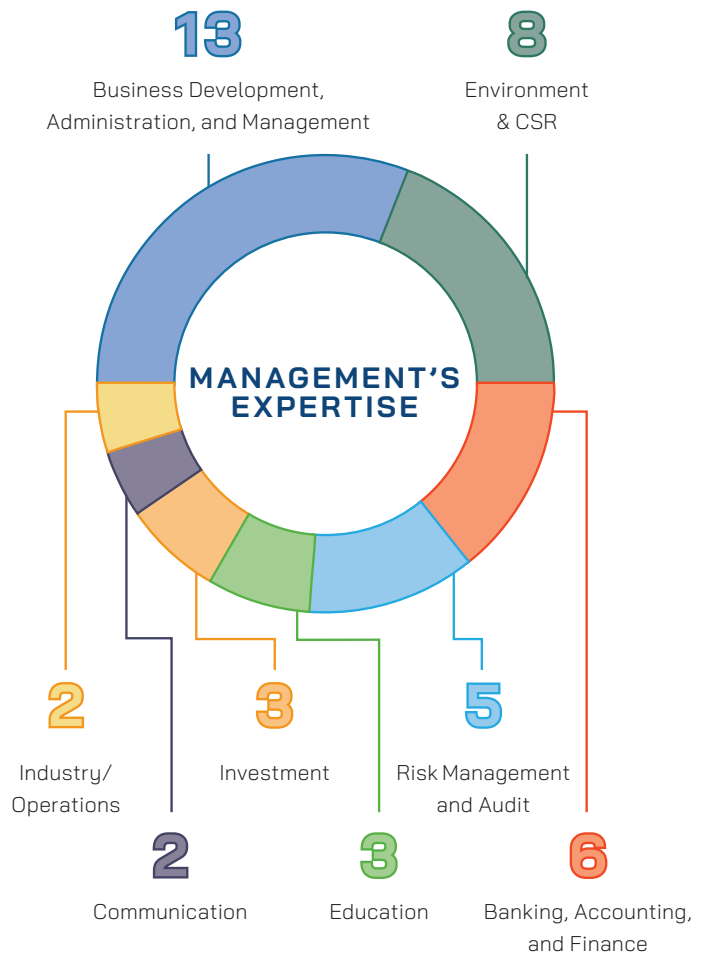 13
Business Development,
Administration, and Management
8
Environment
& CSR
MANAGEMENT'S
EXPERTISE
2
Industry/
Operations
3
Investment
5
Risk Management
and Audit
2
Communication
3
Education
6
Banking, Accounting,
and Finance